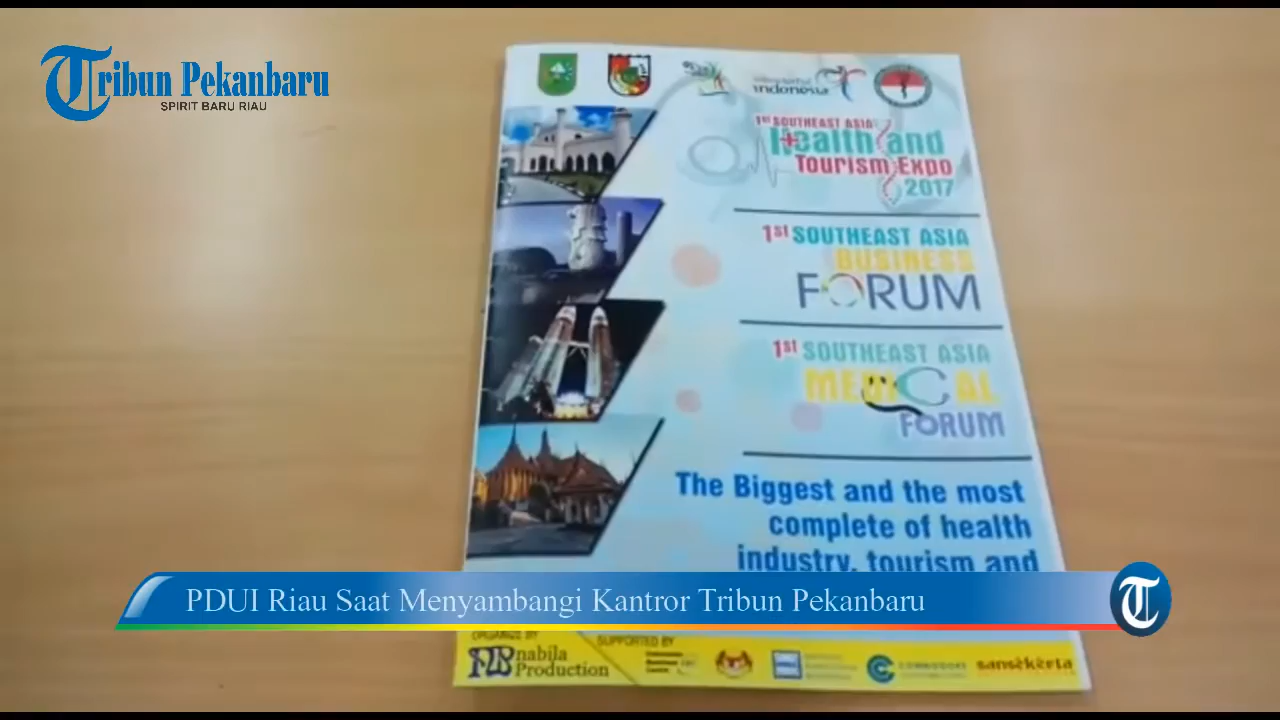 Tribun Pekanbaru
SPIRIT BARU RIAU
indonesia
1st SOUTHEAST ASIA
Health and
Tourism Expo
2017
1st SOUTHEAST ASIA
BUSINESS
FORUM
1st SOUTHEAST ASIA
MEDICAL
FORUM
The Biggest and the most
complete of health
industry, tourism and
PDUI Riau Saat Menyambangi Kantror Tribun Pekanbaru
T
ORGANIZE BY
nabila
Production
SUPPORTED BY
sansekerta